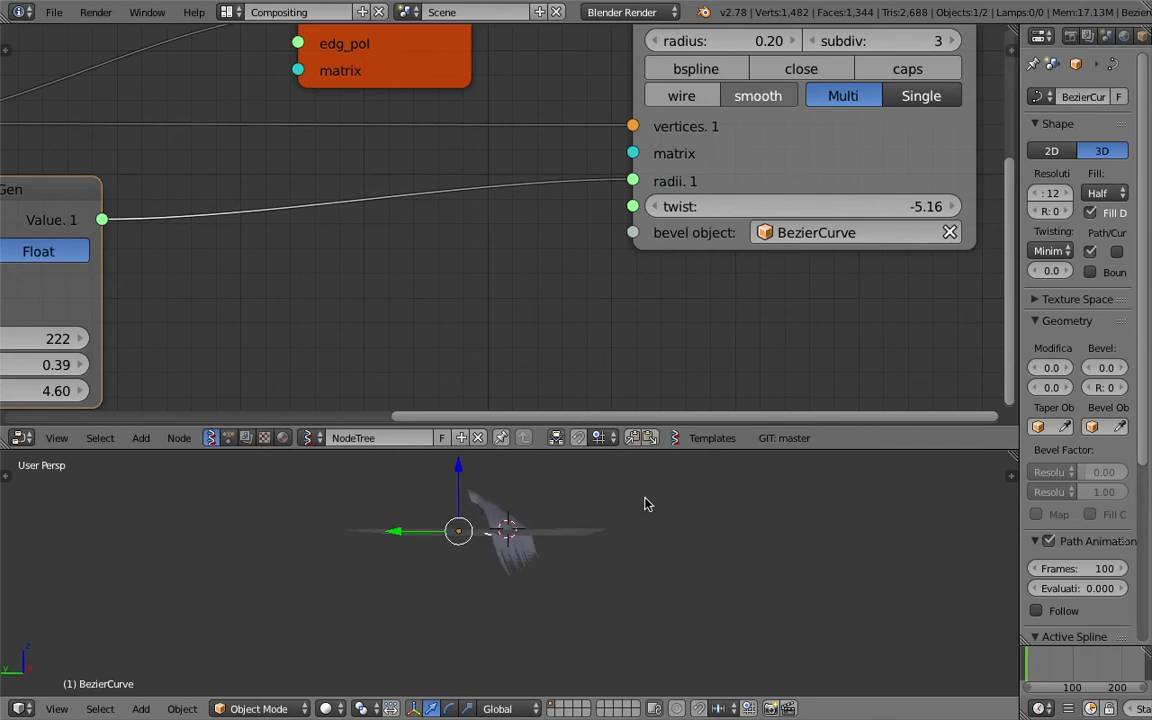 File Render Window Help Compositing Scene Blender Render v2.78 | Verts:1,482 | Faces:1,344 | Tris:2,688 | Objects:1/2 | Lamps:0/0 | Mem:17.13M | Bezier
edg_pol
matrix
radius: 0.20 subdiv: 3
bspline close caps
wire smooth Multi Single
vertices. 1
matrix
radii. 1
twist: -5.16
bevel object: BezierCurve
Gen
Value. 1
Float
222
0.39
4.60
View Select Add Node NodeTree F Templates GIT: master
User Persp
z
y
(1) BezierCurve
View Select Add Object Object Mode Global
BezierCur F
Shape
2D 3D
Resoluti Fill:
: 12 Half
R: 0 Fill D
Twisting: Path/Cur
Minim
0.0 Boun
Texture Space
Geometry
Modifica Bevel:
0.0 0.0
0.0 R: 0
Taper Ob Bevel Ob
Bevel Factor:
Resolu 0.00
Resolu 1.00
Map Fill C
Path Animation
Frames: 100
Evaluati: 0.000
Follow
Active Spline
100 200
Sta